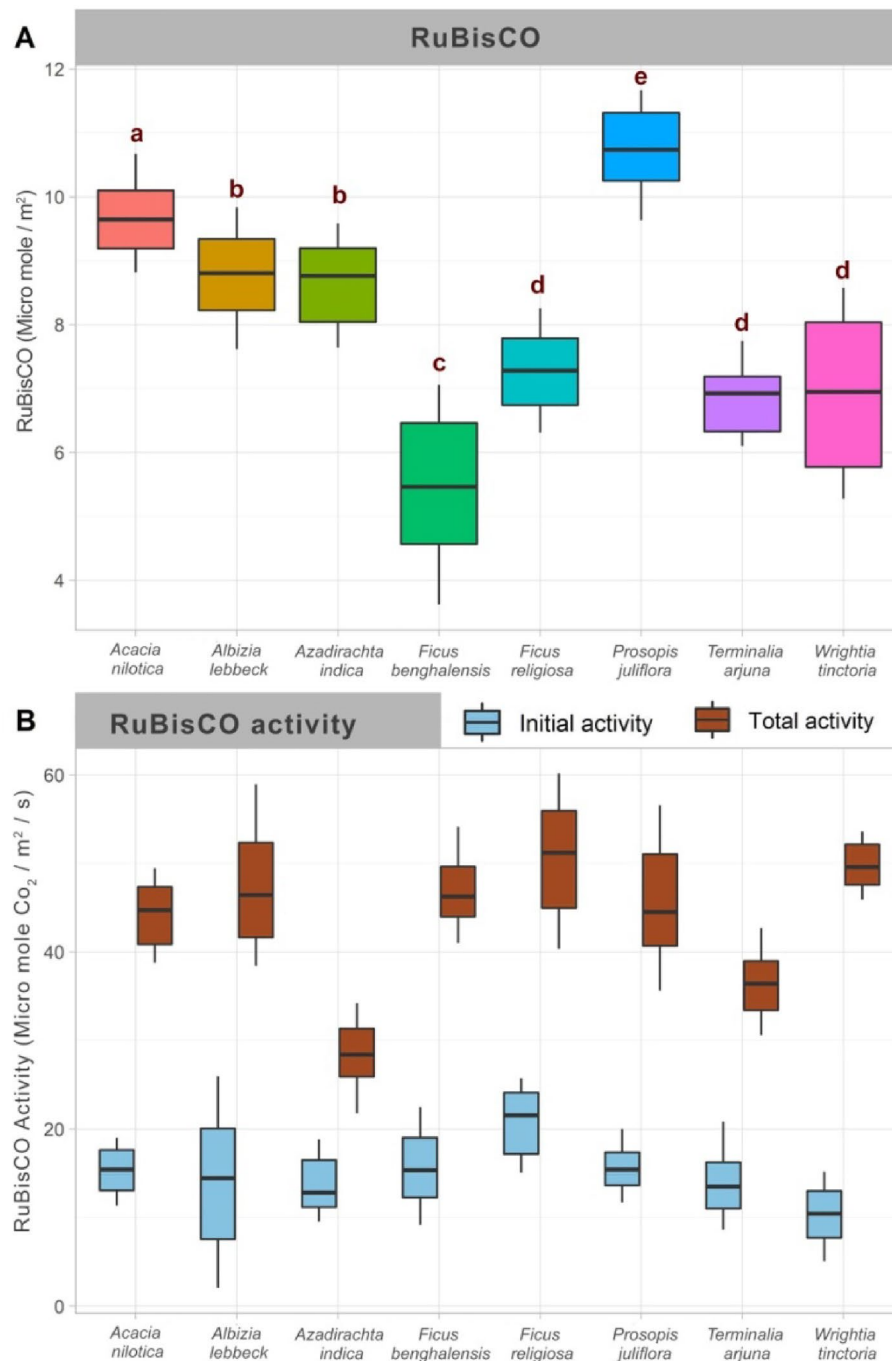 A
RuBisCO
RuBisCO (Micro mole / m²)
12
10
8
6
4
a
b
b
c
d
e
d
d
Acacia
nilotica
Albizia
lebbeck
Azadirachta
indica
Ficus
benghalensis
Ficus
religiosa
Prosopis
juliflora
Terminalia
arjuna
Wrightia
tinctoria
B
RuBisCO activity
Initial activity
Total activity
RuBisCO Activity (Micro mole Co₂ / m² / s)
60
40
20
0
Acacia
nilotica
Albizia
lebbeck
Azadirachta
indica
Ficus
benghalensis
Ficus
religiosa
Prosopis
juliflora
Terminalia
arjuna
Wrightia
tinctoria